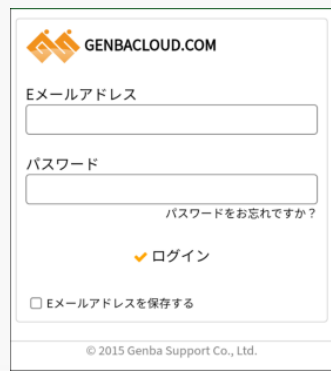 GENBACLOUD.COM
Eメールアドレス
パスワード
パスワードをお忘れですか？
ログイン
Eメールアドレスを保存する
© 2015 Genba Support Co., Ltd.